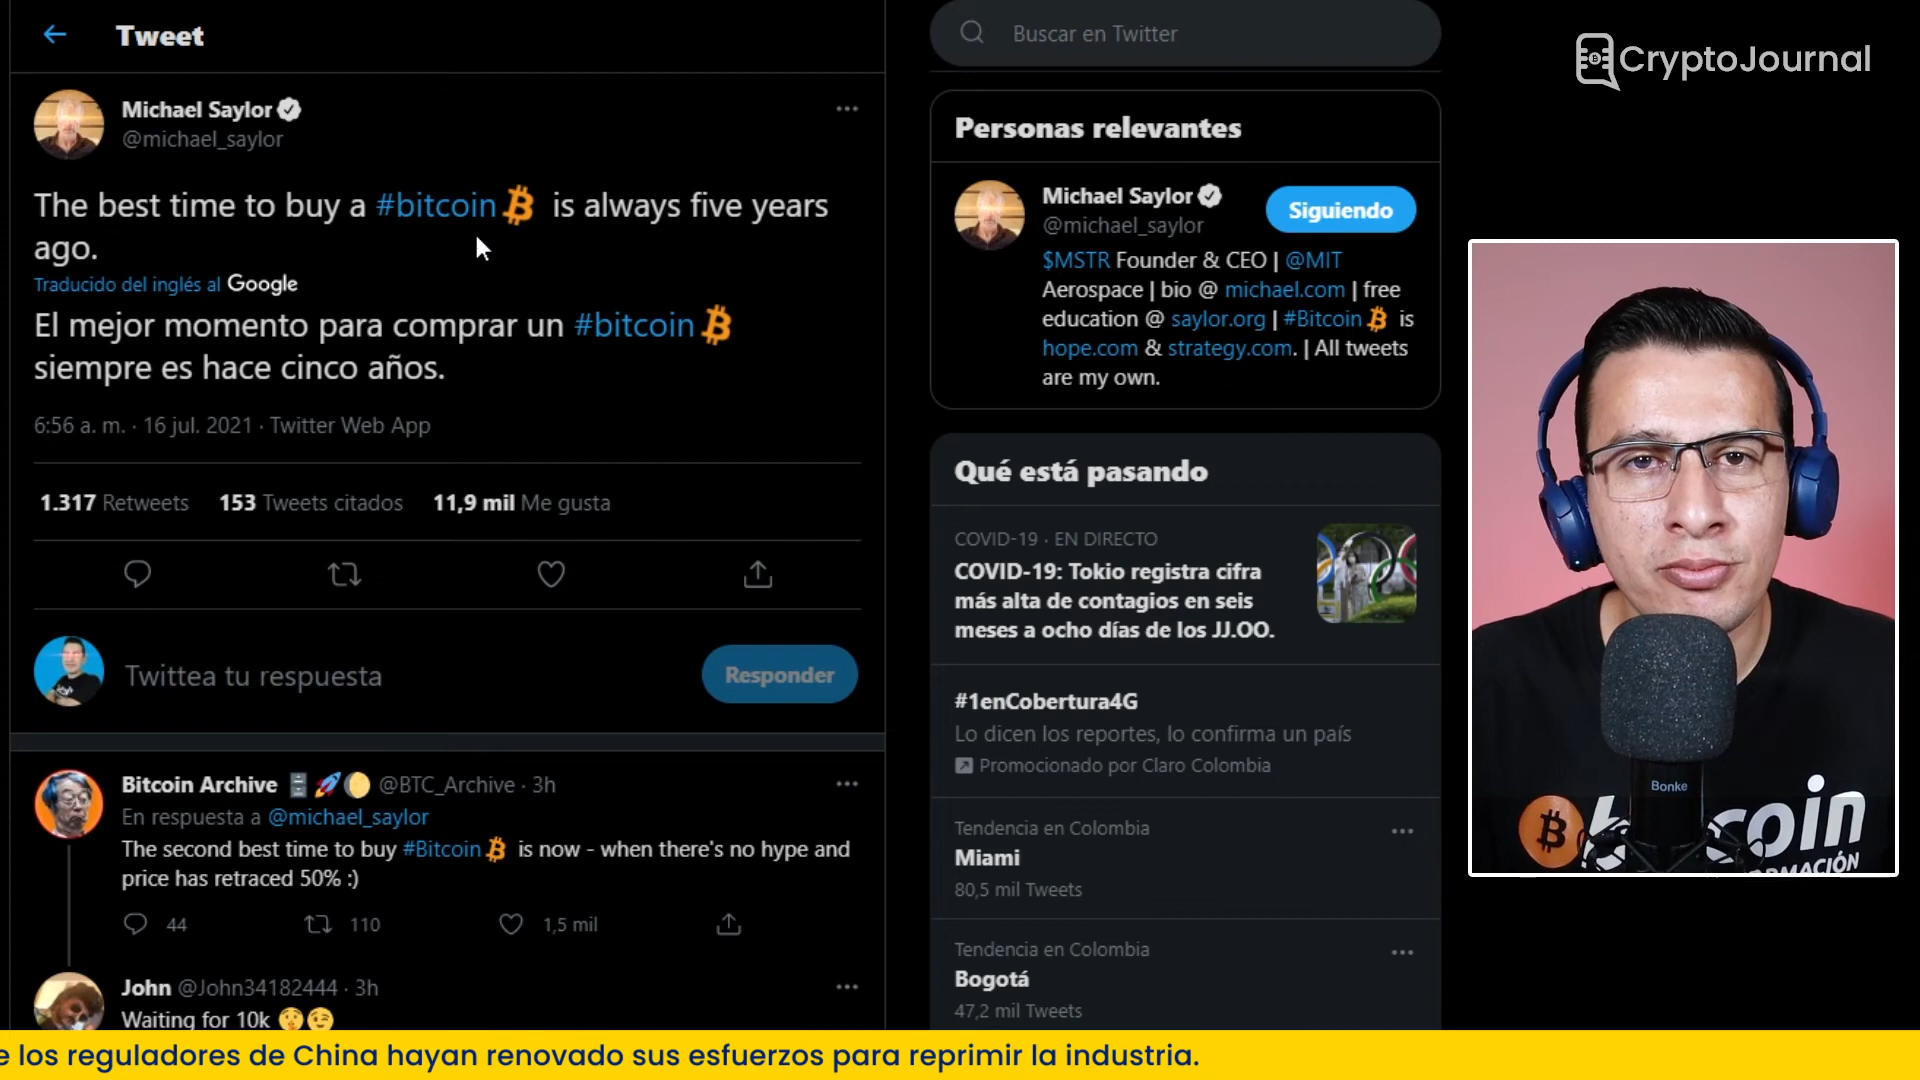 Tweet
Michael Saylor
@michael_saylor
The best time to buy a #bitcoin is always five years
ago.
Traducido del inglés al Google
El mejor momento para comprar un #bitcoin
siempre es hace cinco años.
6:56 a. m. · 16 jul. 2021 · Twitter Web App
1.317 Retweets 153 Tweets citados 11,9 mil Me gusta
Twittea tu respuesta
Responder
Bitcoin Archive @BTC_Archive · 3h
En respuesta a @michael_saylor
The second best time to buy #Bitcoin is now - when there's no hype and
price has retraced 50% :)
44 110 1,5 mil
John @John34182444 · 3h
Waiting for 10k
Buscar en Twitter
Personas relevantes
Michael Saylor
@michael_saylor
Siguiendo
$MSTR Founder & CEO | @MIT
Aerospace | bio @ michael.com | free
education @ saylor.org | #Bitcoin is
hope.com & strategy.com. | All tweets
are my own.
Qué está pasando
COVID-19 · EN DIRECTO
COVID-19: Tokio registra cifra
más alta de contagios en seis
meses a ocho días de los JJ.OO.
#1enCobertura4G
Lo dicen los reportes, lo confirma un país
Promocionado por Claro Colombia
Tendencia en Colombia
Miami
80,5 mil Tweets
Tendencia en Colombia
Bogotá
47,2 mil Tweets
CryptoJournal
Bonke
e los reguladores de China hayan renovado sus esfuerzos para reprimir la industria.